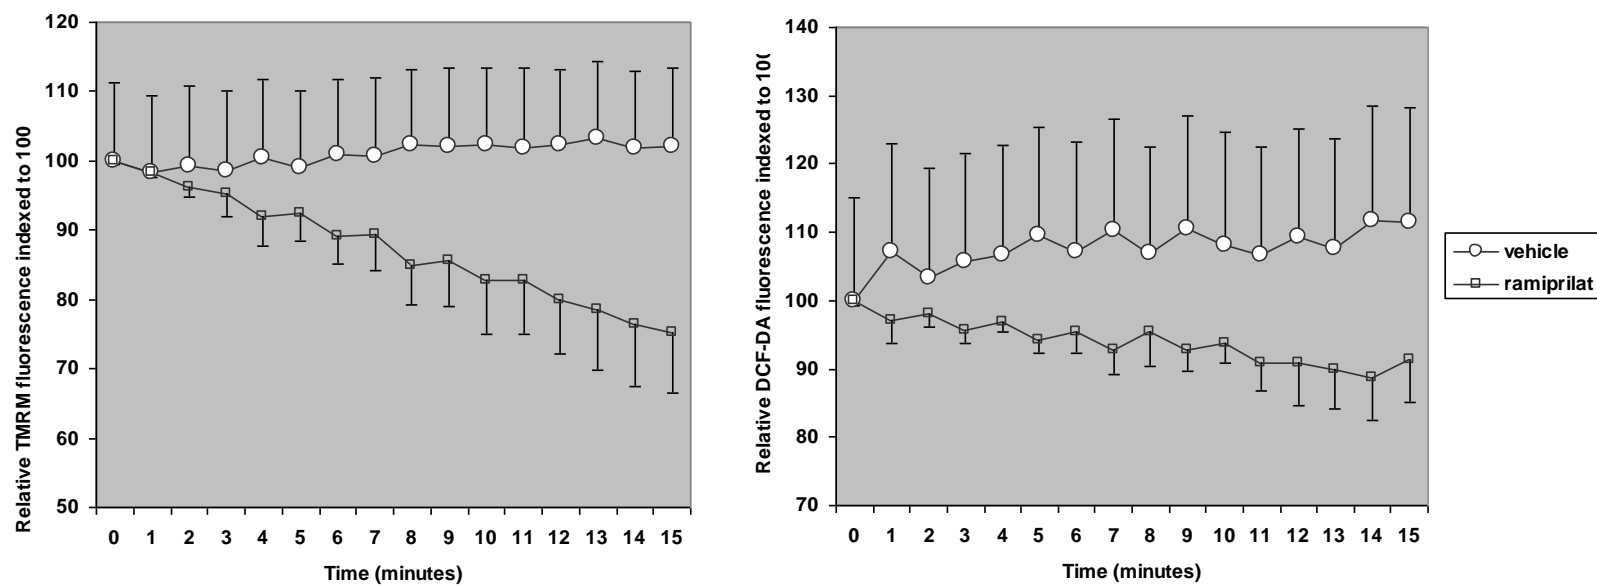 Relative TMRM fluorescence indexed to 100
120
110
100
90
80
70
60
50
0 1 2 3 4 5 6 7 8 9 10 11 12 13 14 15
Time (minutes)
Relative DCF-DA fluorescence indexed to 100
140
130
120
110
100
90
80
70
0 1 2 3 4 5 6 7 8 9 10 11 12 13 14 15
Time (minutes)
vehicle
ramiprilat